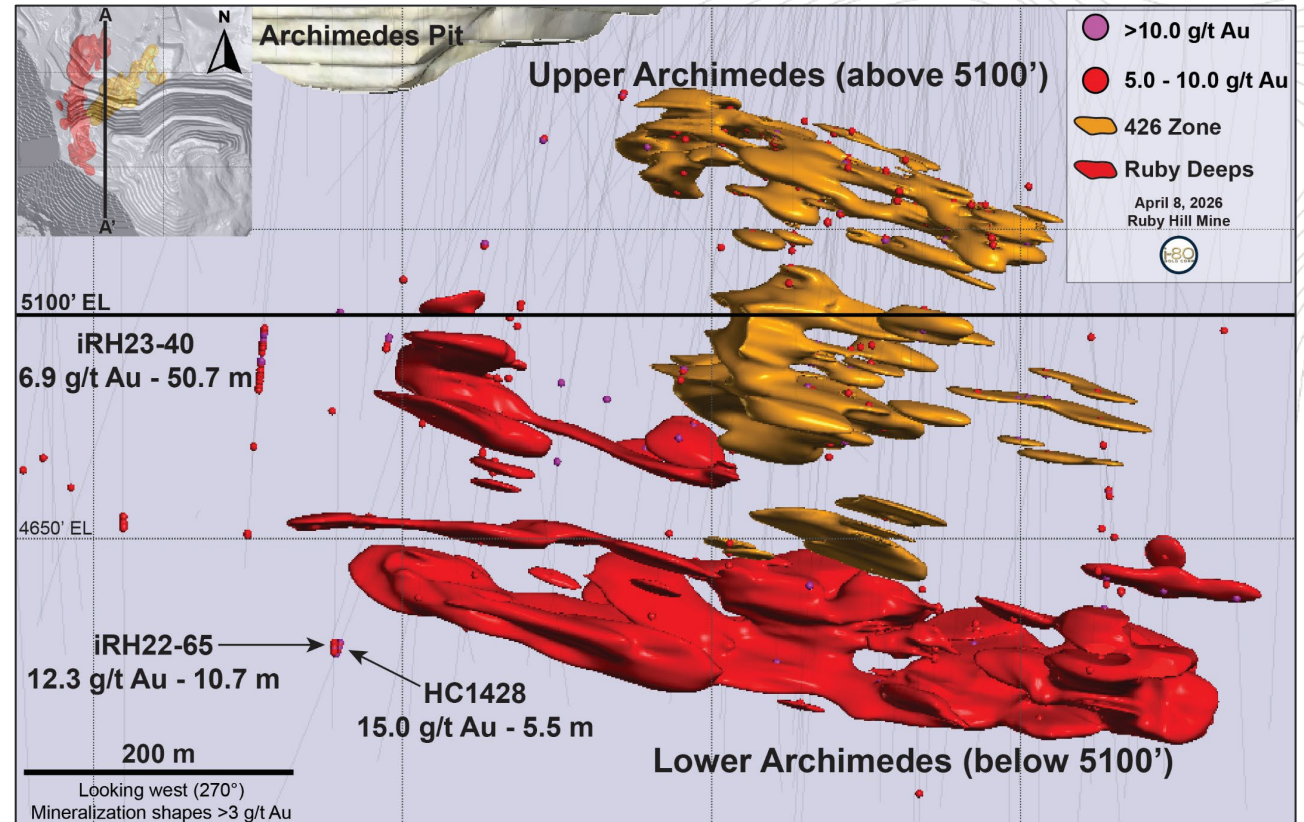 A
N
A'
Archimedes Pit
Upper Archimedes (above 5100')
>10.0 g/t Au
5.0 - 10.0 g/t Au
426 Zone
Ruby Deeps
April 8, 2026
Ruby Hill Mine
i-80
GOLD CORP
5100' EL
iRH23-40
6.9 g/t Au - 50.7 m
4650' EL
iRH22-65
12.3 g/t Au - 10.7 m
HC1428
15.0 g/t Au - 5.5 m
200 m
Looking west (270°)
Mineralization shapes >3 g/t Au
Lower Archimedes (below 5100')